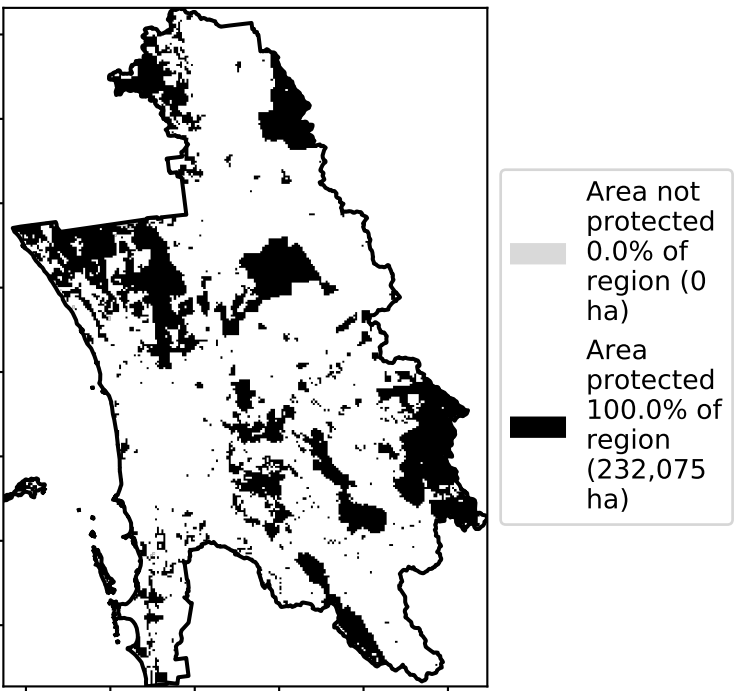 Area not
protected
0.0% of
region (0
ha)
Area
protected
100.0% of
region
(232,075
ha)